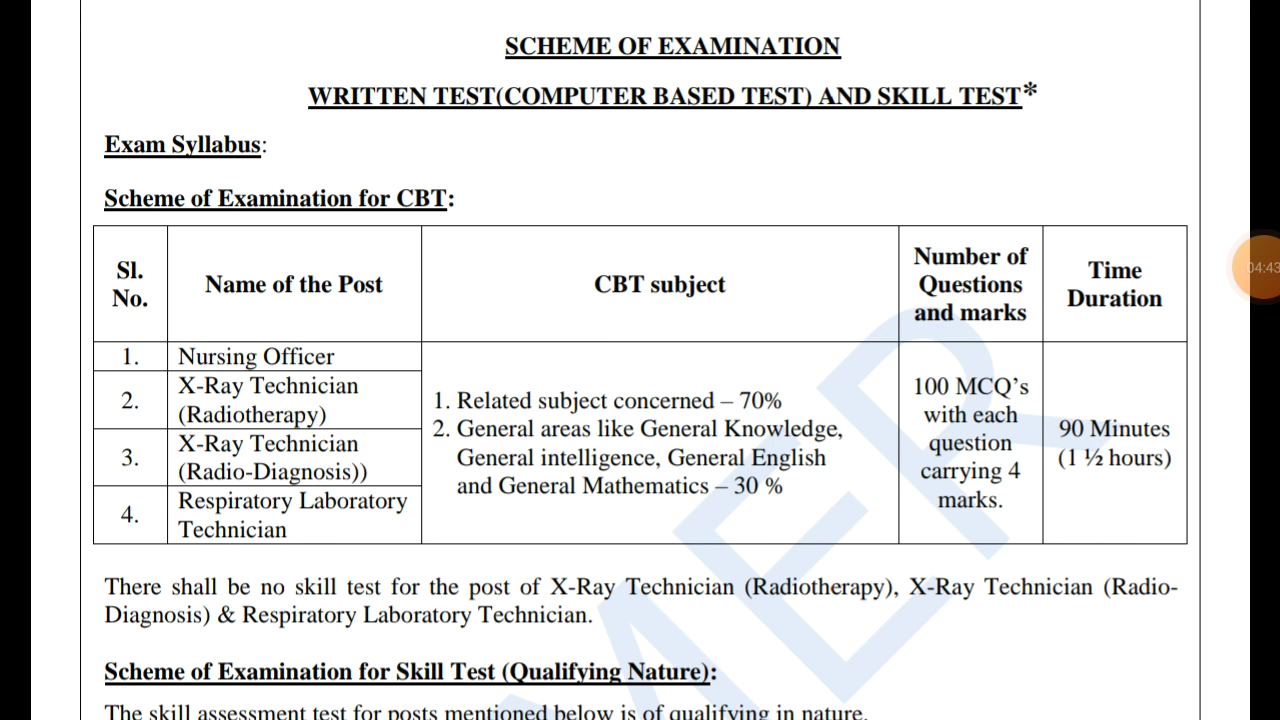 SCHEME OF EXAMINATION
WRITTEN TEST(COMPUTER BASED TEST) AND SKILL TEST*
Exam Syllabus:
Scheme of Examination for CBT:
Sl.
No.
Name of the Post
CBT subject
Number of
Questions
and marks
Time
Duration
1.
Nursing Officer
2.
X-Ray Technician
(Radiotherapy)
3.
X-Ray Technician
(Radio-Diagnosis))
4.
Respiratory Laboratory
Technician
1. Related subject concerned – 70%
2. General areas like General Knowledge,
General intelligence, General English
and General Mathematics – 30 %
100 MCQ’s
with each
question
carrying 4
marks.
90 Minutes
(1 ½ hours)
There shall be no skill test for the post of X-Ray Technician (Radiotherapy), X-Ray Technician (Radio-
Diagnosis) & Respiratory Laboratory Technician.
Scheme of Examination for Skill Test (Qualifying Nature):
The skill assessment test for posts mentioned below is of qualifying in nature.
MER
04:43